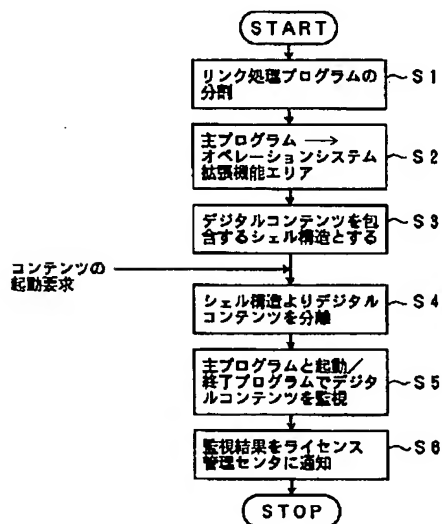 START
リンク処理プログラムの
分割
~S1
主プログラム →
オペレーションシステム
拡張機能エリア
~S2
デジタルコンテンツを包
含するシェル構造とする
~S3
コンテンツの
起動要求
シェル構造よりデジタル
コンテンツを分離
~S4
主プログラムと起動/
終了プログラムでデジタ
ルコンテンツを監視
~S5
監視結果をライセンス
管理センタに通知
~S6
STOP